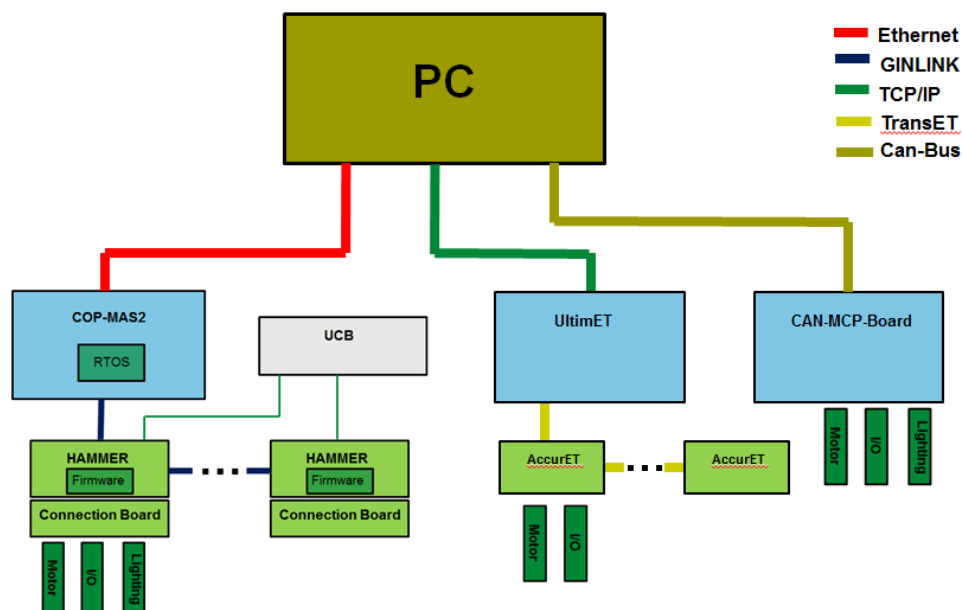 PC
Ethernet
GINLINK
TCP/IP
TransET
Can-Bus
COP-MAS2
RTOS
UCB
UltimET
CAN-MCP-Board
HAMMER
Firmware
Connection Board
HAMMER
Firmware
Connection Board
AccurET
AccurET
Motor
I/O
Lighting
Motor
I/O
Motor
I/O
Lighting